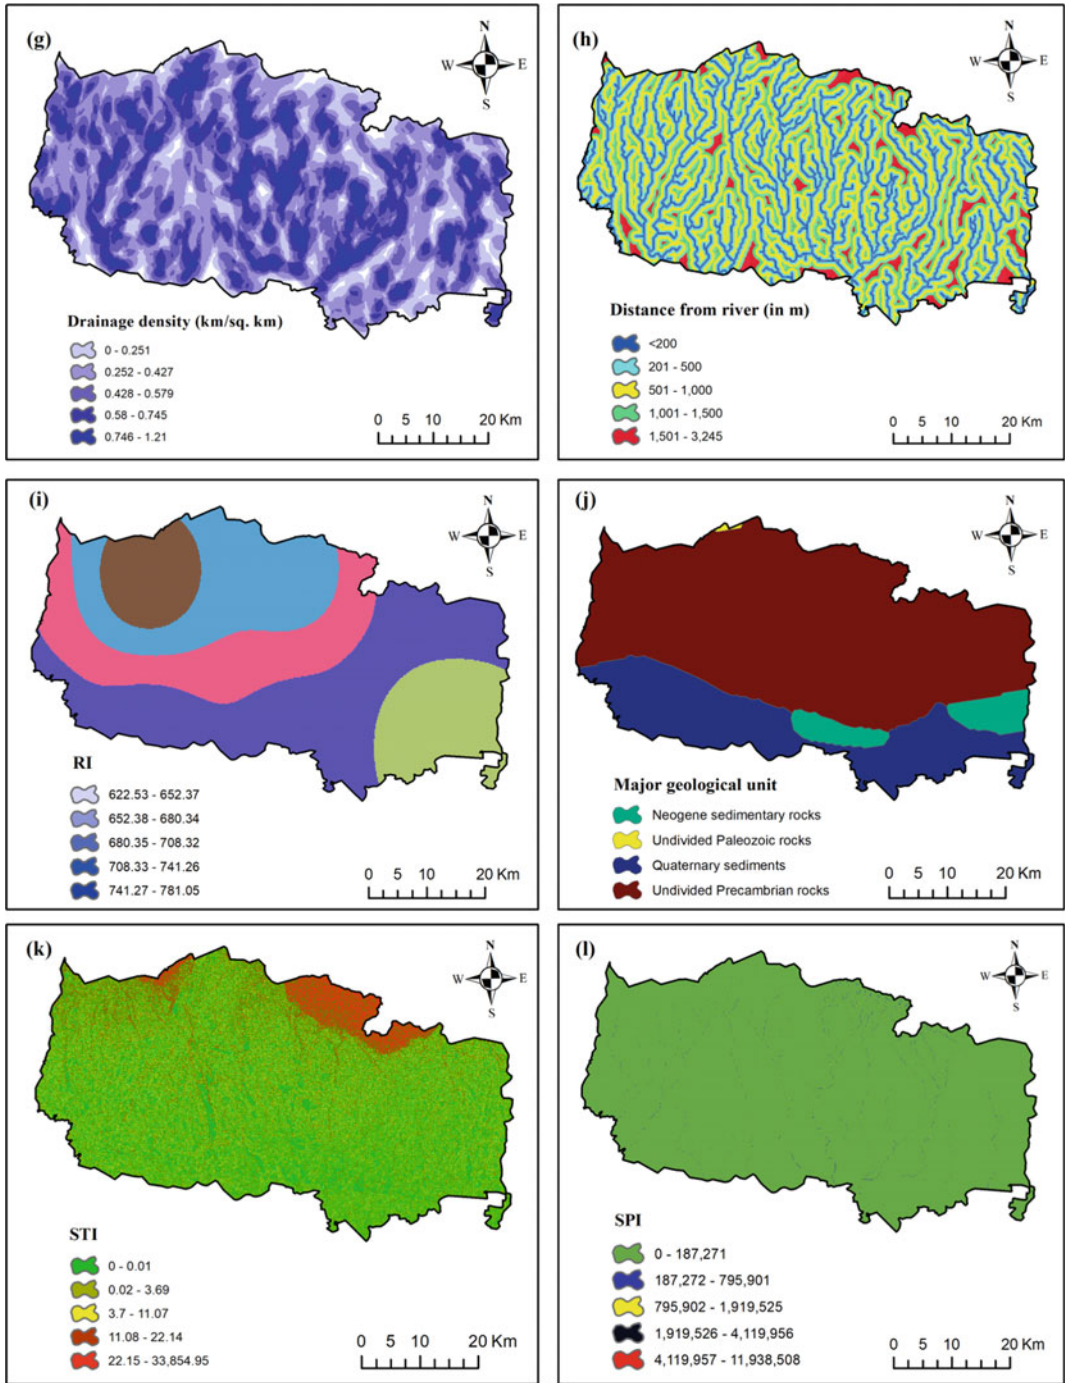 (g)
N
W
E
S
Drainage density (km/sq. km)
0 - 0.251
0.252 - 0.427
0.428 - 0.579
0.58 - 0.745
0.746 - 1.21
0 5 10 20 Km
(h)
N
W
E
S
Distance from river (in m)
<200
201 - 500
501 - 1,000
1,001 - 1,500
1,501 - 3,245
0 5 10 20 Km
(i)
RI
622.53 - 652.37
652.38 - 680.34
680.35 - 708.32
708.33 - 741.26
741.27 - 781.05
0 5 10 20 Km
(j)
N
W
E
S
Major geological unit
Neogene sedimentary rocks
Undivided Paleozoic rocks
Quaternary sediments
Undivided Precambrian rocks
0 5 10 20 Km
(k)
STI
0 - 0.01
0.02 - 3.69
3.7 - 11.07
11.08 - 22.14
22.15 - 33,854.95
0 5 10 20 Km
(l)
N
W
E
S
SPI
0 - 187,271
187,272 - 795,901
795,902 - 1,919,525
1,919,526 - 4,119,956
4,119,957 - 11,938,508
0 5 10 20 Km